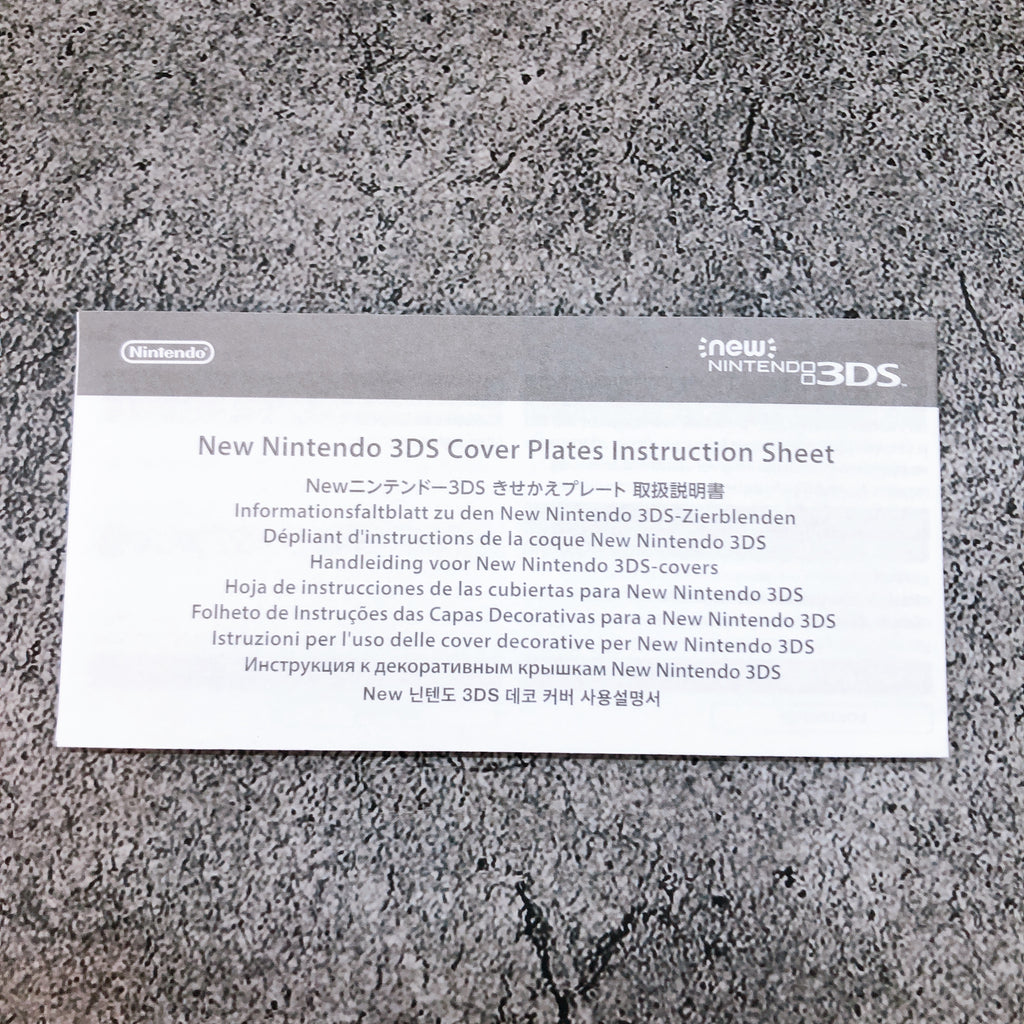 Nintendo
new
NINTENDO 3DS™
New Nintendo 3DS Cover Plates Instruction Sheet
Newニンテンドー3DS きせかえプレート 取扱説明書
Informationsfaltblatt zu den New Nintendo 3DS-Zierblenden
Dépliant d'instructions de la coque New Nintendo 3DS
Handleiding voor New Nintendo 3DS-covers
Hoja de instrucciones de las cubiertas para New Nintendo 3DS
Folheto de Instruções das Capas Decorativas para a New Nintendo 3DS
Istruzioni per l'uso delle cover decorative per New Nintendo 3DS
Инструкция к декоративным крышкам New Nintendo 3DS
New 닌텐도 3DS 데코 커버 사용설명서